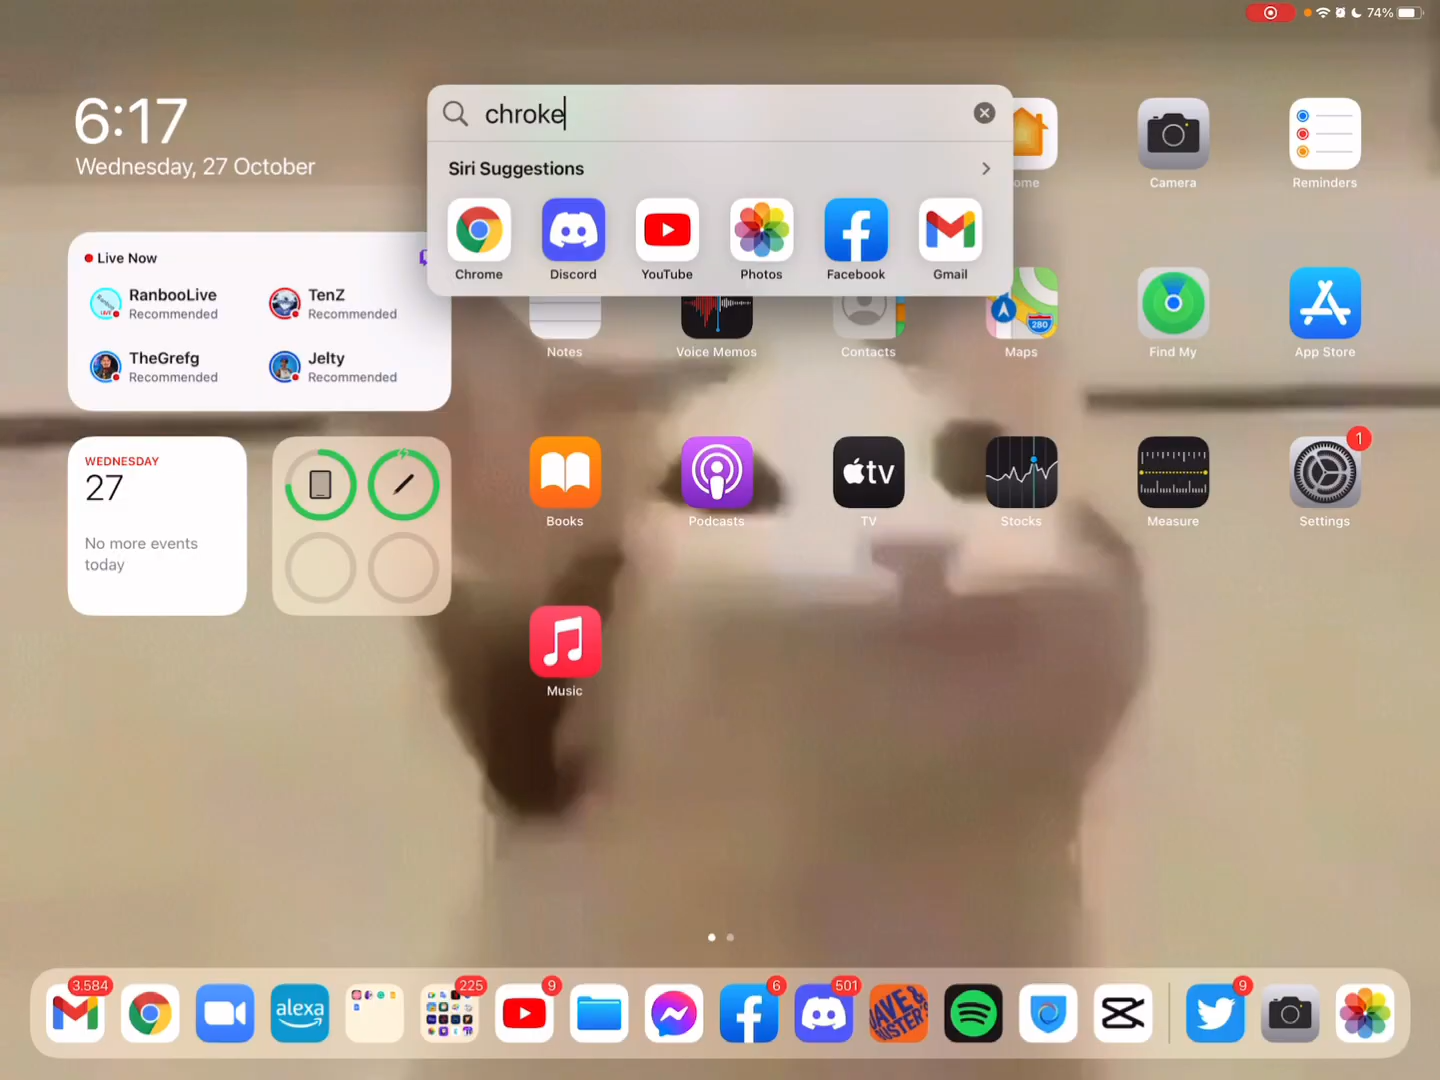 74%
6:17
Wednesday, 27 October
chroke
Siri Suggestions
Chrome
Discord
YouTube
Photos
Facebook
Gmail
ome
Camera
Reminders
Live Now
RanbooLive
Recommended
TenZ
Recommended
TheGrefg
Recommended
Jelty
Recommended
Notes
Voice Memos
Contacts
280
Maps
Find My
App Store
WEDNESDAY
27
No more events
today
Books
Podcasts
tv
TV
Stocks
Measure
1
Settings
Music
3.584
alexa
225
9
6
501
DAVE &
BUSTER'S
9